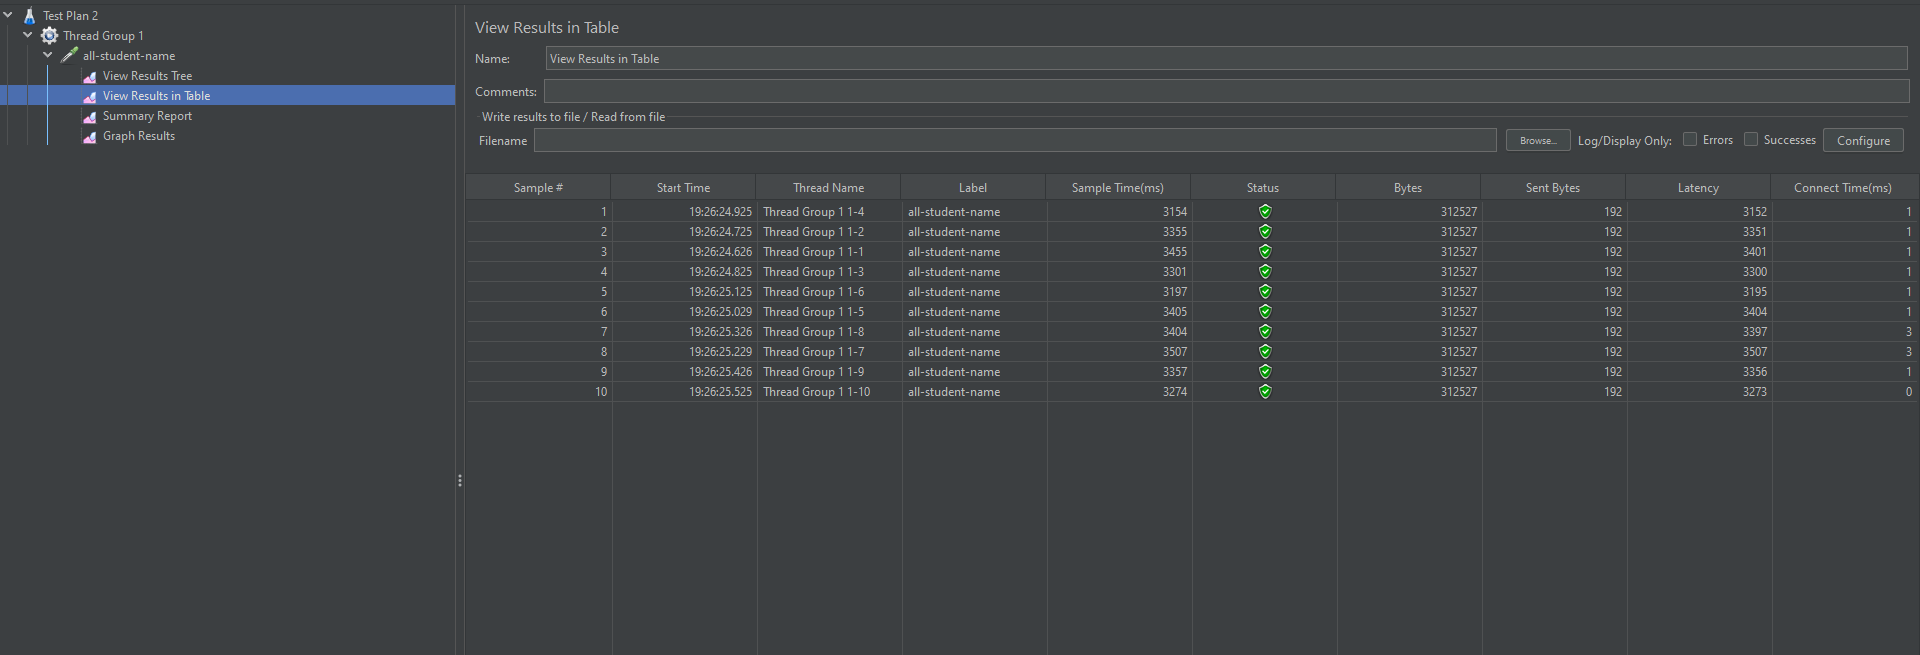 Test Plan 2
Thread Group 1
all-student-name
View Results Tree
View Results in Table
Summary Report
Graph Results
View Results in Table
Name: View Results in Table
Comments:
Write results to file / Read from file
Filename Browse... Log/Display Only: Errors Successes Configure
Sample # Start Time Thread Name Label Sample Time(ms) Status Bytes Sent Bytes Latency Connect Time(ms)
1 19:26:24.925 Thread Group 1 1-4 all-student-name 3154 312527 192 3152 1
2 19:26:24.725 Thread Group 1 1-2 all-student-name 3355 312527 192 3351 1
3 19:26:24.626 Thread Group 1 1-1 all-student-name 3455 312527 192 3401 1
4 19:26:24.825 Thread Group 1 1-3 all-student-name 3301 312527 192 3300 1
5 19:26:25.125 Thread Group 1 1-6 all-student-name 3197 312527 192 3195 1
6 19:26:25.029 Thread Group 1 1-5 all-student-name 3405 312527 192 3404 1
7 19:26:25.326 Thread Group 1 1-8 all-student-name 3404 312527 192 3397 3
8 19:26:25.229 Thread Group 1 1-7 all-student-name 3507 312527 192 3507 3
9 19:26:25.426 Thread Group 1 1-9 all-student-name 3357 312527 192 3356 1
10 19:26:25.525 Thread Group 1 1-10 all-student-name 3274 312527 192 3273 0